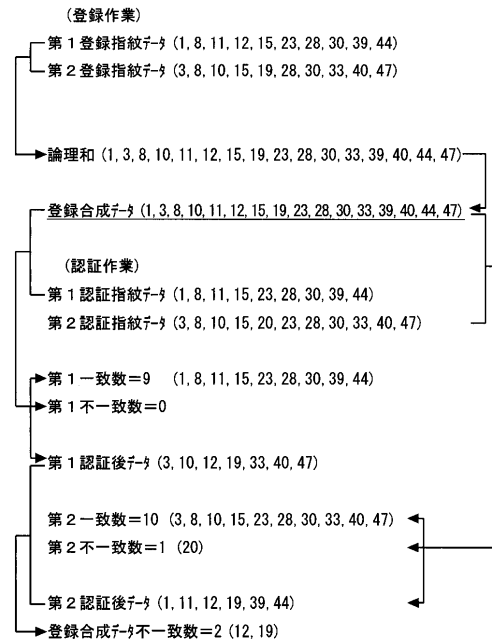 (登録作業)
第1登録指紋データ (1, 8, 11, 12, 15, 23, 28, 30, 39, 44)
第2登録指紋データ (3, 8, 10, 15, 19, 28, 30, 33, 40, 47)
論理和 (1, 3, 8, 10, 11, 12, 15, 19, 23, 28, 30, 33, 39, 40, 44, 47)
登録合成データ (1, 3, 8, 10, 11, 12, 15, 19, 23, 28, 30, 33, 39, 40, 44, 47)
(認証作業)
第1認証指紋データ (1, 8, 11, 15, 23, 28, 30, 39, 44)
第2認証指紋データ (3, 8, 10, 15, 20, 23, 28, 30, 33, 40, 47)
第1一致数=9 (1, 8, 11, 15, 23, 28, 30, 39, 44)
第1不一致数=0
第1認証後データ (3, 10, 12, 19, 33, 40, 47)
第2一致数=10 (3, 8, 10, 15, 23, 28, 30, 33, 40, 47)
第2不一致数=1 (20)
第2認証後データ (1, 11, 12, 19, 39, 44)
登録合成データ不一致数=2 (12, 19)